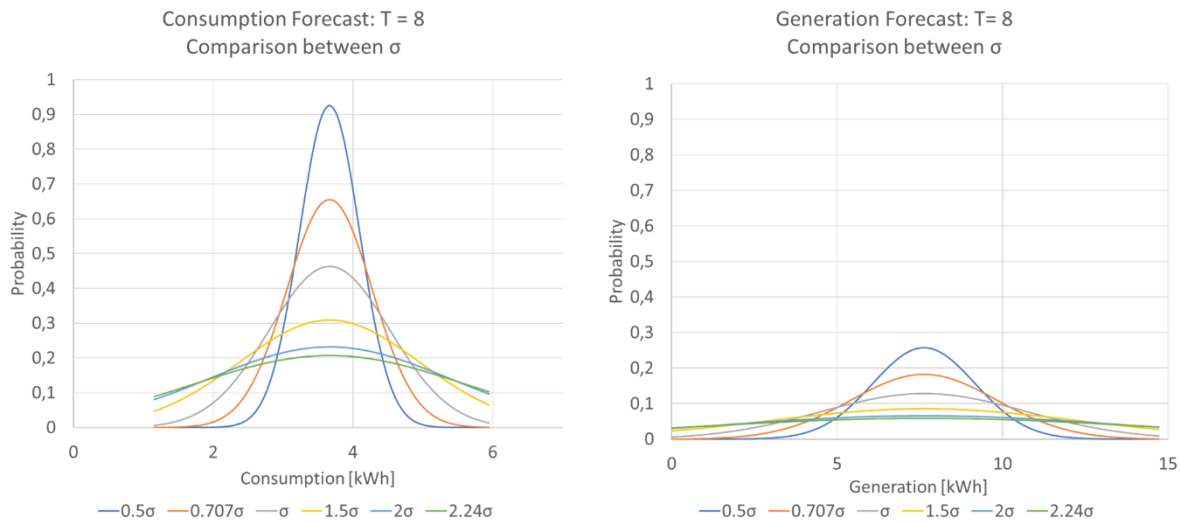 Consumption Forecast: T = 8
Comparison between σ
1
0,9
0,8
0,7
0,6
0,5
0,4
0,3
0,2
0,1
0
Probability
0 2 4 6
Consumption [kWh]
0.5σ 0.707σ σ 1.5σ 2σ 2.24σ
Generation Forecast: T= 8
Comparison between σ
1
0,9
0,8
0,7
0,6
0,5
0,4
0,3
0,2
0,1
0
Probability
0 5 10 15
Generation [kWh]
0.5σ 0.707σ σ 1.5σ 2σ 2.24σ